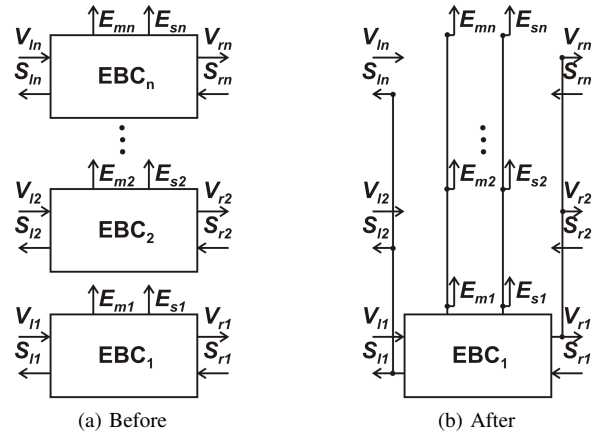 E_mn E_sn
V_ln V_rn
EBC_n
S_ln S_rn
E_m2 E_s2
V_l2 V_r2
EBC_2
S_l2 S_r2
E_m1 E_s1
V_l1 V_r1
EBC_1
S_l1 S_r1
(a) Before
E_mn E_sn
V_ln V_rn
S_ln S_rn
E_m2 E_s2
V_l2 V_r2
S_l2 S_r2
E_m1 E_s1
V_l1 V_r1
EBC_1
S_l1 S_r1
(b) After